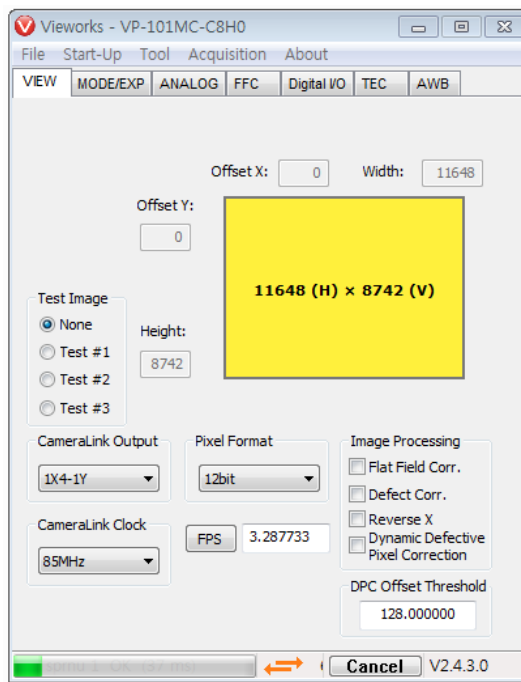 Vieworks - VP-101MC-C8H0
File Start-Up Tool Acquisition About
VIEW MODE/EXP ANALOG FFC Digital I/O TEC AWB
Offset X: 0 Width: 11648
Offset Y:
0
11648 (H) × 8742 (V)
Test Image
None
Test #1
Test #2
Test #3
Height:
8742
CameraLink Output
1X4-1Y
Pixel Format
12bit
Image Processing
Flat Field Corr.
Defect Corr.
Reverse X
Dynamic Defective
Pixel Correction
CameraLink Clock
85MHz
FPS 3.287733
DPC Offset Threshold
128.000000
Cancel V2.4.3.0